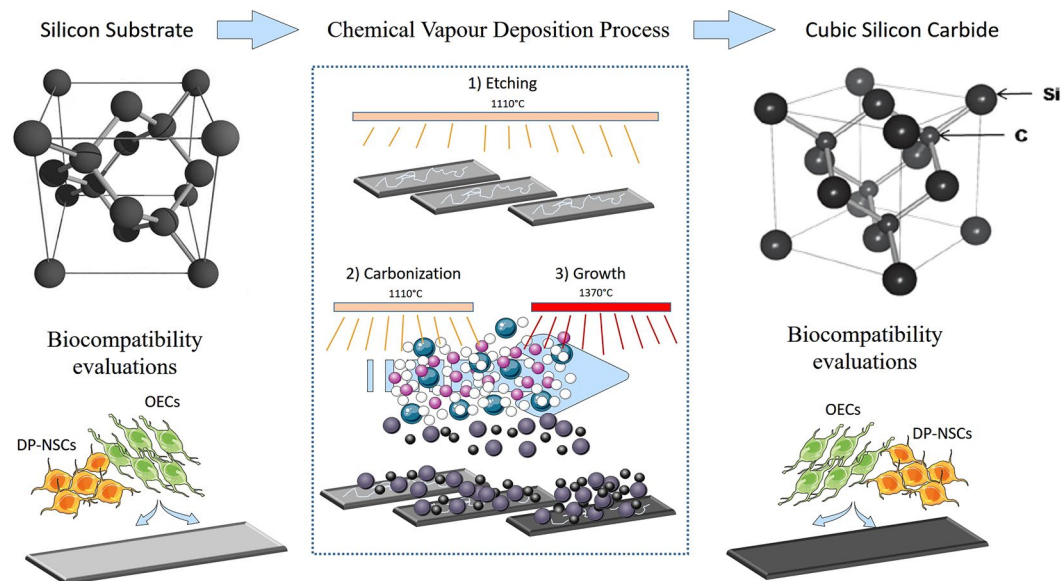 Silicon Substrate
Chemical Vapour Deposition Process
Cubic Silicon Carbide
1) Etching
1110°C
Si
C
2) Carbonization
1110°C
3) Growth
1370°C
Biocompatibility
evaluations
OECs
DP-NSCs
Biocompatibility
evaluations
OECs
DP-NSCs